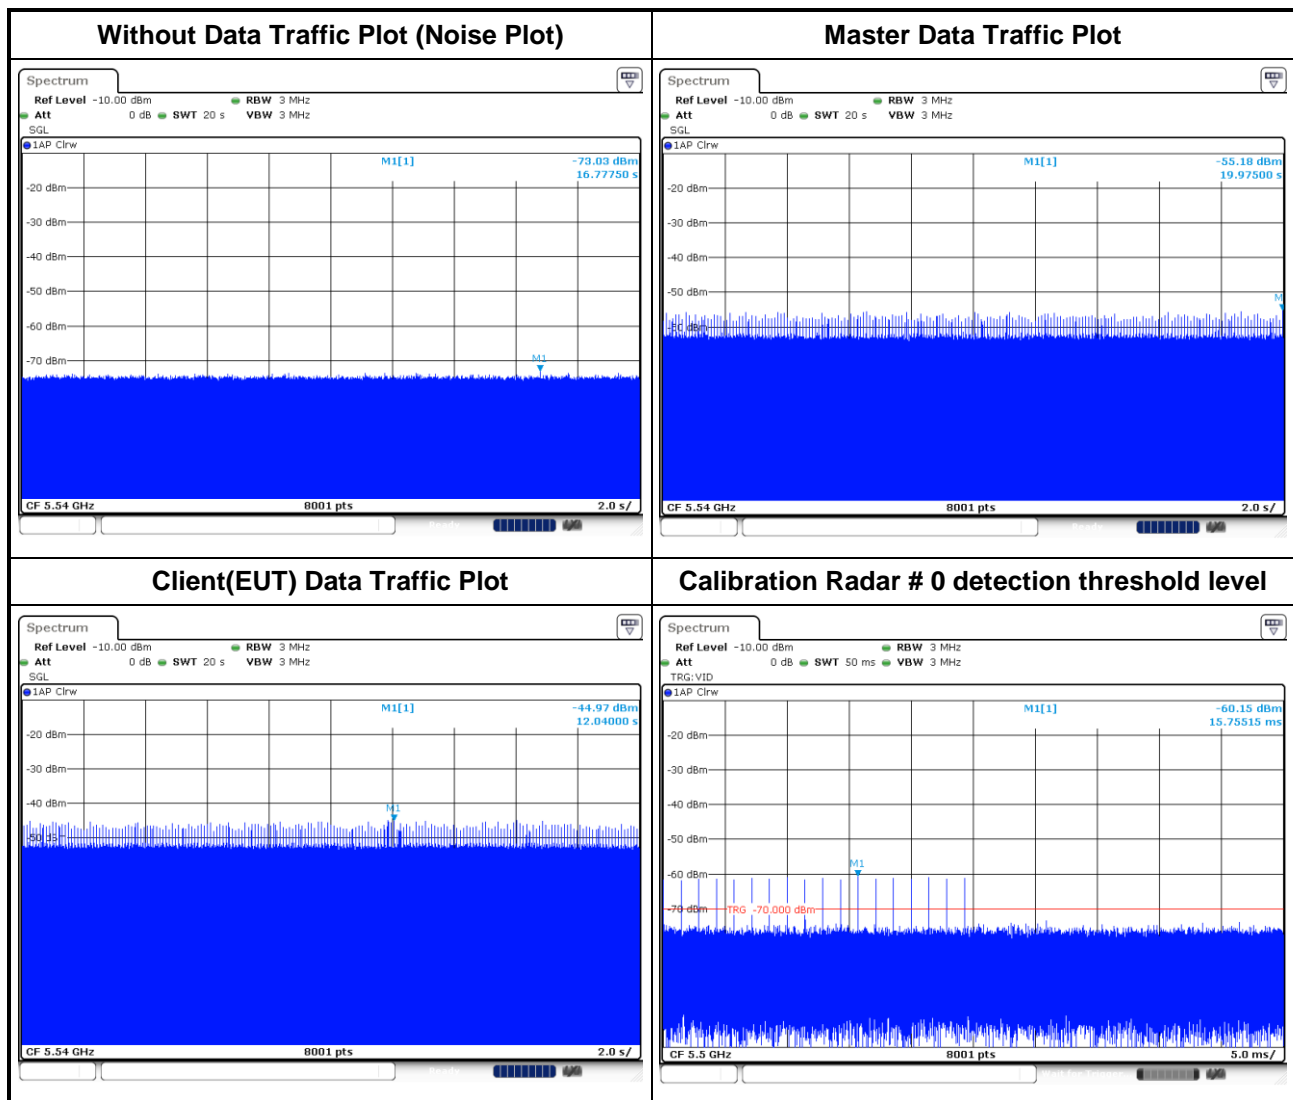 Without Data Traffic Plot (Noise Plot)
Spectrum
Ref Level -10.00 dBm RBW 3 MHz
Att 0 dB SWT 20 s VBW 3 MHz
SGL
1AP Clrw
M1[1] -73.03 dBm
16.77750 s
-20 dBm
-30 dBm
-40 dBm
-50 dBm
-60 dBm
-70 dBm
M1
CF 5.54 GHz 8001 pts 2.0 s/
Ready
Master Data Traffic Plot
Spectrum
Ref Level -10.00 dBm RBW 3 MHz
Att 0 dB SWT 20 s VBW 3 MHz
SGL
1AP Clrw
M1[1] -55.18 dBm
19.97500 s
-20 dBm
-30 dBm
-40 dBm
-50 dBm
M
CF 5.54 GHz 8001 pts 2.0 s/
Ready
Client(EUT) Data Traffic Plot
Spectrum
Ref Level -10.00 dBm RBW 3 MHz
Att 0 dB SWT 20 s VBW 3 MHz
SGL
1AP Clrw
M1[1] -44.97 dBm
12.04000 s
-20 dBm
-30 dBm
-40 dBm
M1
CF 5.54 GHz 8001 pts 2.0 s/
Ready
Calibration Radar # 0 detection threshold level
Spectrum
Ref Level -10.00 dBm RBW 3 MHz
Att 0 dB SWT 50 ms VBW 3 MHz
TRG:VID
1AP Clrw
M1[1] -60.15 dBm
15.75515 ms
-20 dBm
-30 dBm
-40 dBm
-50 dBm
M1
-60 dBm
-70 dBm TRG -70.000 dBm
CF 5.5 GHz 8001 pts 5.0 ms/
Wait for Trigger